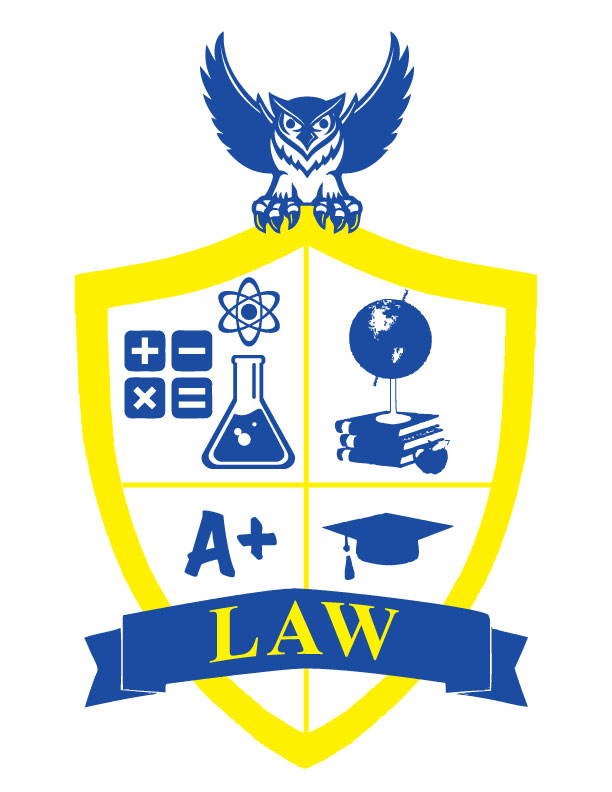 + −
× =
A+
LAW